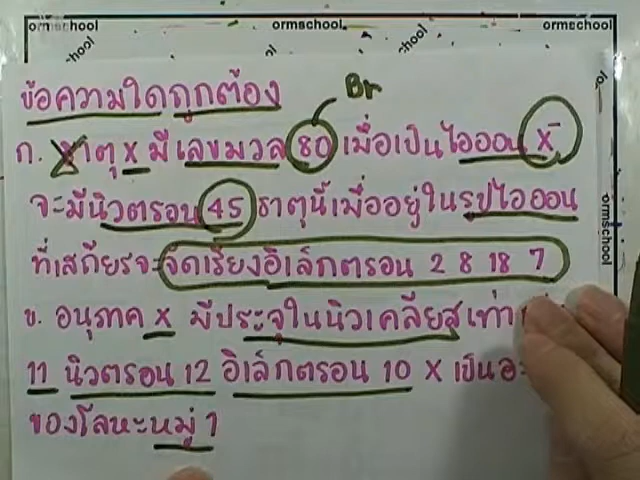 ormschool ormschool ormschool
school ol (school
ข้อความใดถูกต้อง Br
ก. ธาตุ X มีเลขมวล 80 เมื่อเป็นไอออน X⁻
จะมีนิวตรอน 45 ธาตุนี้เมื่ออยู่ในรูปไอออน
ormschool
ที่เสถียรจะจัดเรียงอิเล็กตรอน 2 8 18 7
ข. อนุภาค X มีประจุในนิวเคลียสเท่า
11 นิวตรอน 12 อิเล็กตรอน 10 X เป็น
ของโลหะหมู่ 1